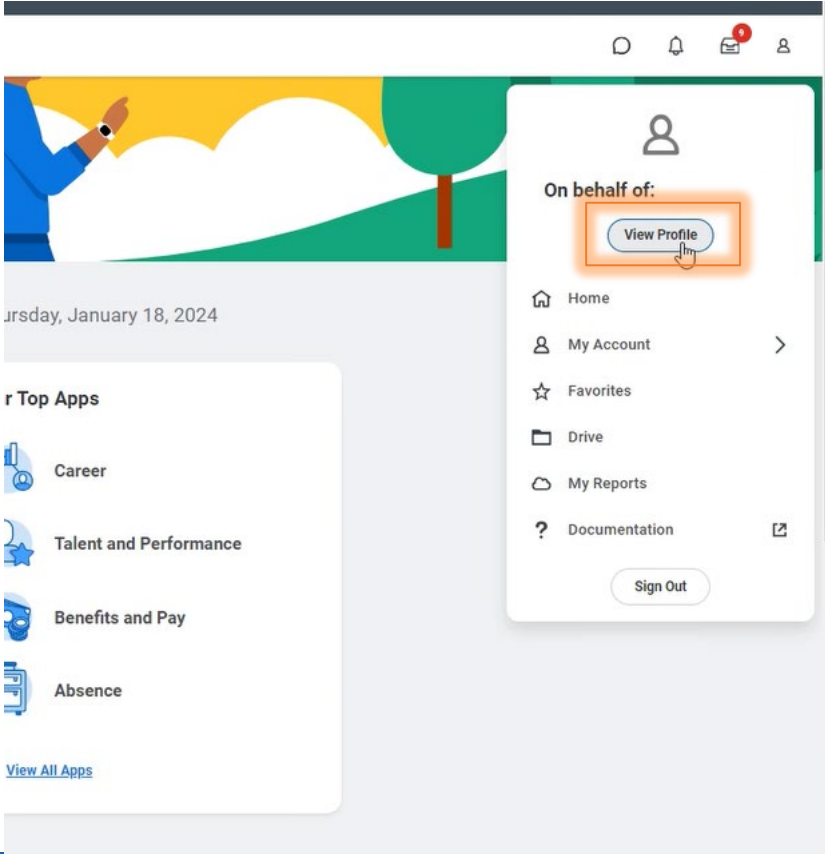 9
On behalf of:
View Profile
Home
My Account
Favorites
Drive
My Reports
Documentation
Sign Out
ursday, January 18, 2024
r Top Apps
Career
Talent and Performance
Benefits and Pay
Absence
View All Apps